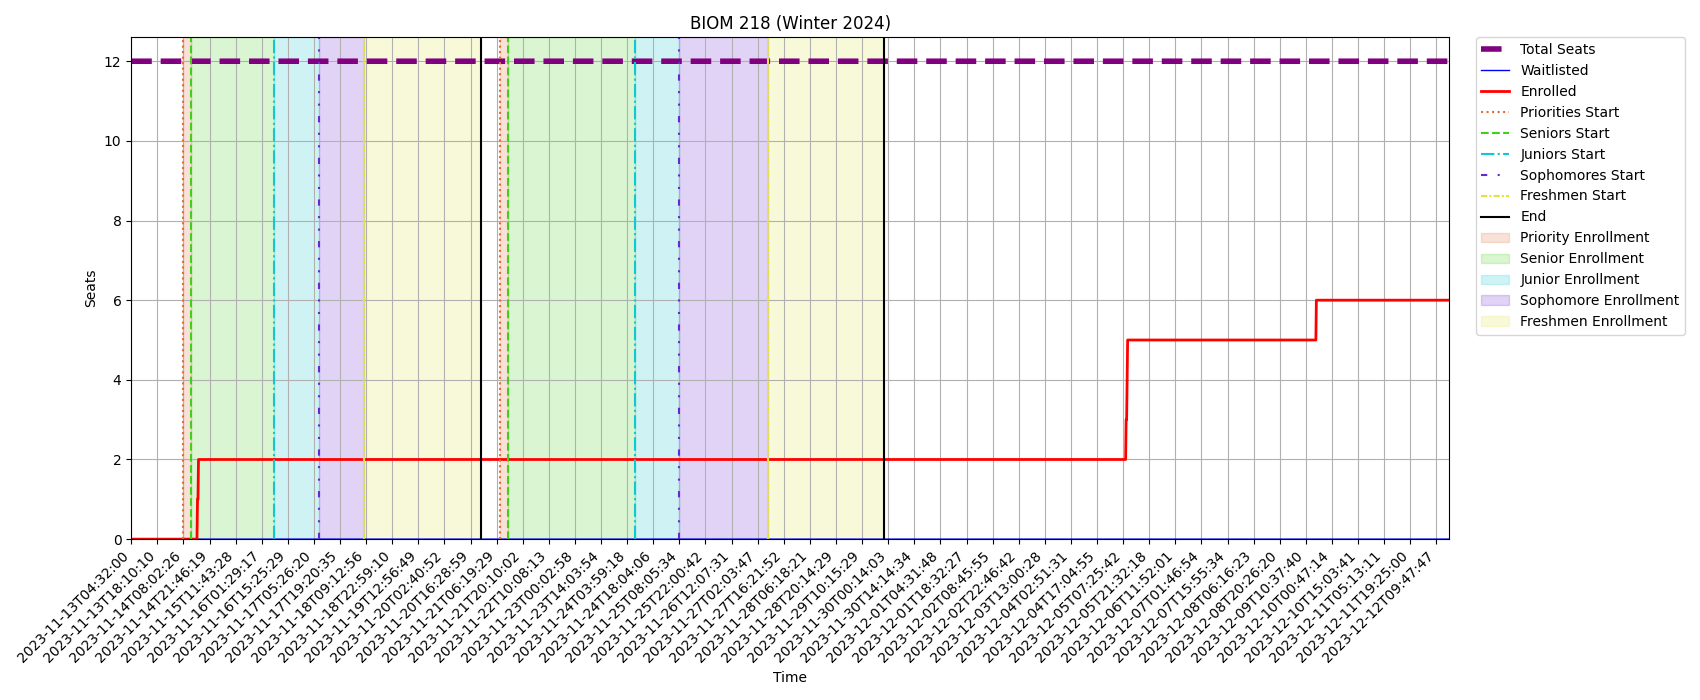 BIOM 218 (Winter 2024)
Seats
12
10
8
6
4
2
0
2023-11-13T04:32:00
2023-11-13T18:10:10
2023-11-14T08:02:26
2023-11-14T21:46:19
2023-11-15T11:43:28
2023-11-16T01:29:17
2023-11-16T15:25:29
2023-11-17T05:26:20
2023-11-17T19:20:35
2023-11-18T09:12:56
2023-11-18T22:59:10
2023-11-19T12:56:49
2023-11-20T02:40:52
2023-11-20T16:28:59
2023-11-21T06:19:29
2023-11-21T20:10:02
2023-11-22T10:08:13
2023-11-23T00:02:58
2023-11-23T14:03:54
2023-11-24T03:59:18
2023-11-24T18:04:06
2023-11-25T08:05:34
2023-11-25T22:00:42
2023-11-26T12:07:31
2023-11-27T02:03:47
2023-11-27T16:21:52
2023-11-28T06:18:21
2023-11-28T20:14:29
2023-11-29T10:15:29
2023-11-30T00:14:03
2023-11-30T14:14:34
2023-12-01T04:31:48
2023-12-01T18:32:27
2023-12-02T08:45:55
2023-12-02T22:46:42
2023-12-03T13:00:28
2023-12-04T02:51:31
2023-12-04T17:04:55
2023-12-05T07:25:42
2023-12-05T21:32:18
2023-12-06T11:52:01
2023-12-07T01:46:54
2023-12-07T15:55:34
2023-12-08T06:16:23
2023-12-08T20:26:20
2023-12-09T10:37:40
2023-12-10T00:47:14
2023-12-10T15:03:41
2023-12-11T05:13:11
2023-12-11T19:25:00
2023-12-12T09:47:47
Time
Total Seats
Waitlisted
Enrolled
Priorities Start
Seniors Start
Juniors Start
Sophomores Start
Freshmen Start
End
Priority Enrollment
Senior Enrollment
Junior Enrollment
Sophomore Enrollment
Freshmen Enrollment